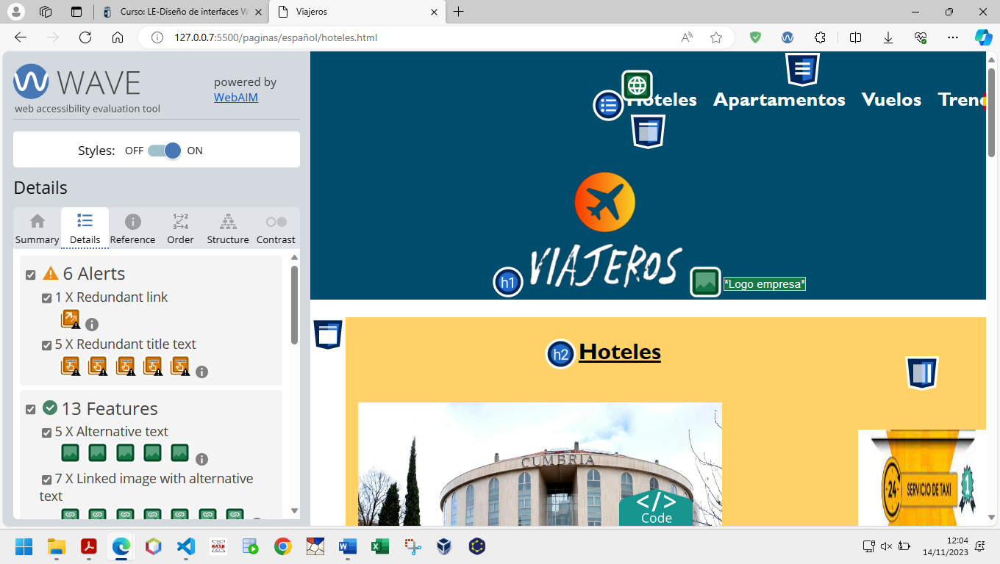 Curso: LE-Diseño de interfaces W
Viajeros
127.0.0.7:5500/paginas/español/hoteles.html
WAVE
web accessibility evaluation tool
powered by
WebAIM
Styles: OFF ON
Details
Summary Details Reference Order Structure Contrast
6 Alerts
1 X Redundant link
5 X Redundant title text
13 Features
5 X Alternative text
7 X Linked image with alternative
text
Hoteles Apartamentos Vuelos Tren
VIAJEROS
h1
*Logo empresa*
h2 Hoteles
CUMBRIA
</>
Code
24
SERVICIO DE TAXI
1
12:04
14/11/2023